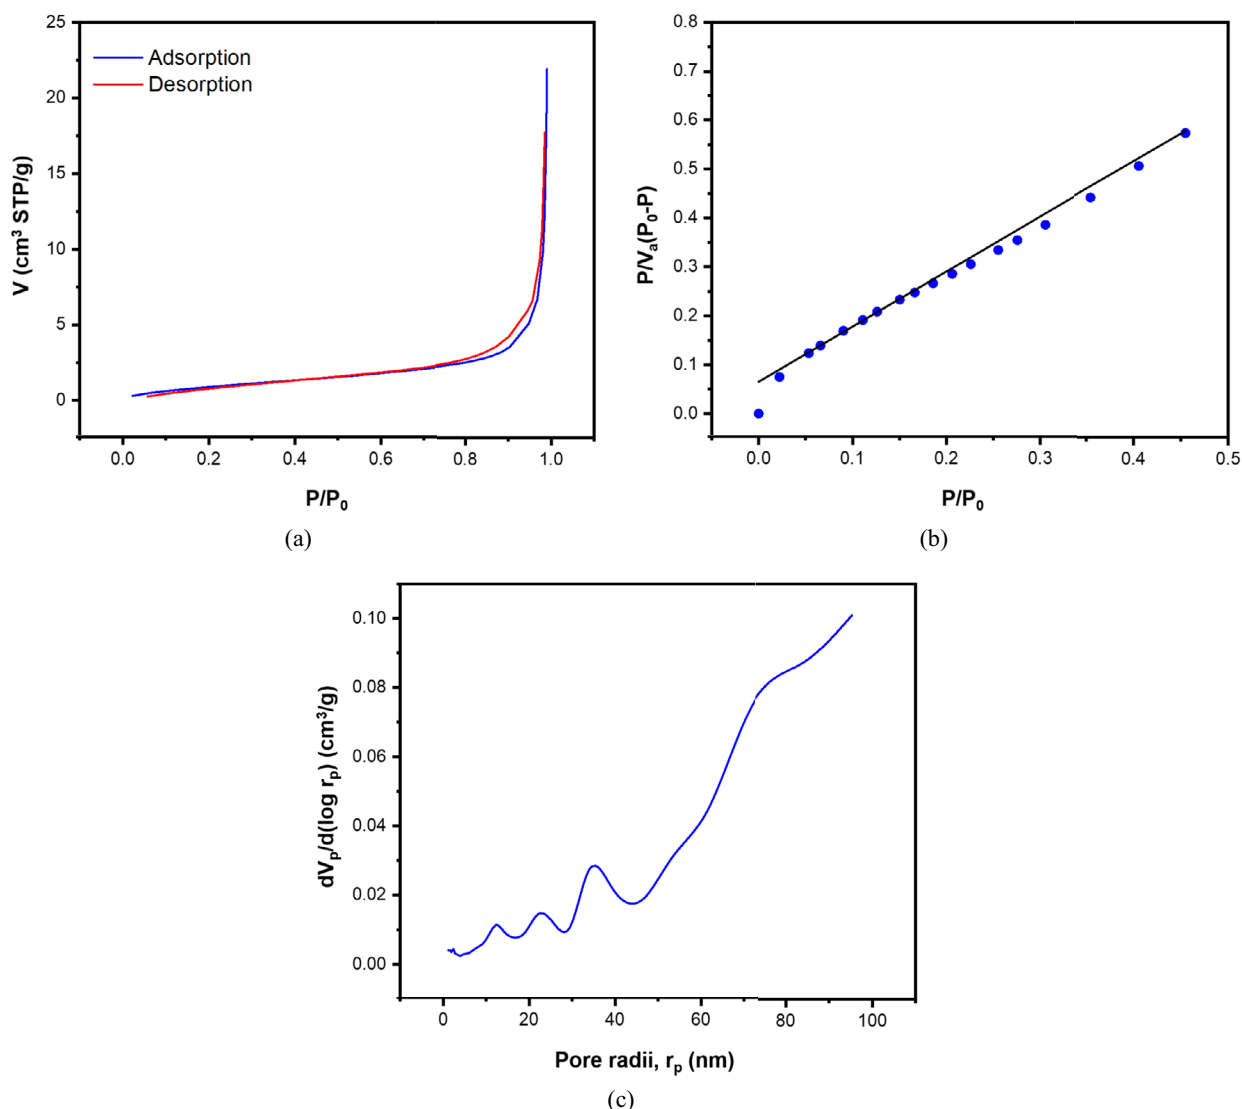 25
20
15
10
5
0
V (cm³ STP/g)
Adsorption
Desorption
0.0 0.2 0.4 0.6 0.8 1.0
P/P₀
(a)
0.8
0.7
0.6
0.5
0.4
0.3
0.2
0.1
0.0
P/Vₐ(P₀-P)
0.0 0.1 0.2 0.3 0.4 0.5
P/P₀
(b)
0.10
0.08
0.06
0.04
0.02
0.00
dVₚ/d(log rₚ) (cm³/g)
0 20 40 60 80 100
Pore radii, rₚ (nm)
(c)